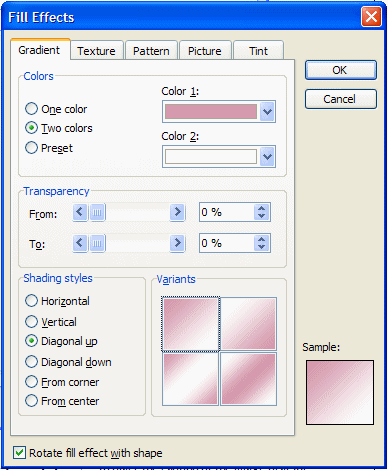 Fill Effects
Gradient Texture Pattern Picture Tint
OK
Cancel
Colors
One color
Two colors
Preset
Color 1:
Color 2:
Transparency
From: 0 %
To: 0 %
Shading styles
Horizontal
Vertical
Diagonal up
Diagonal down
From corner
From center
Variants
Sample:
Rotate fill effect with shape